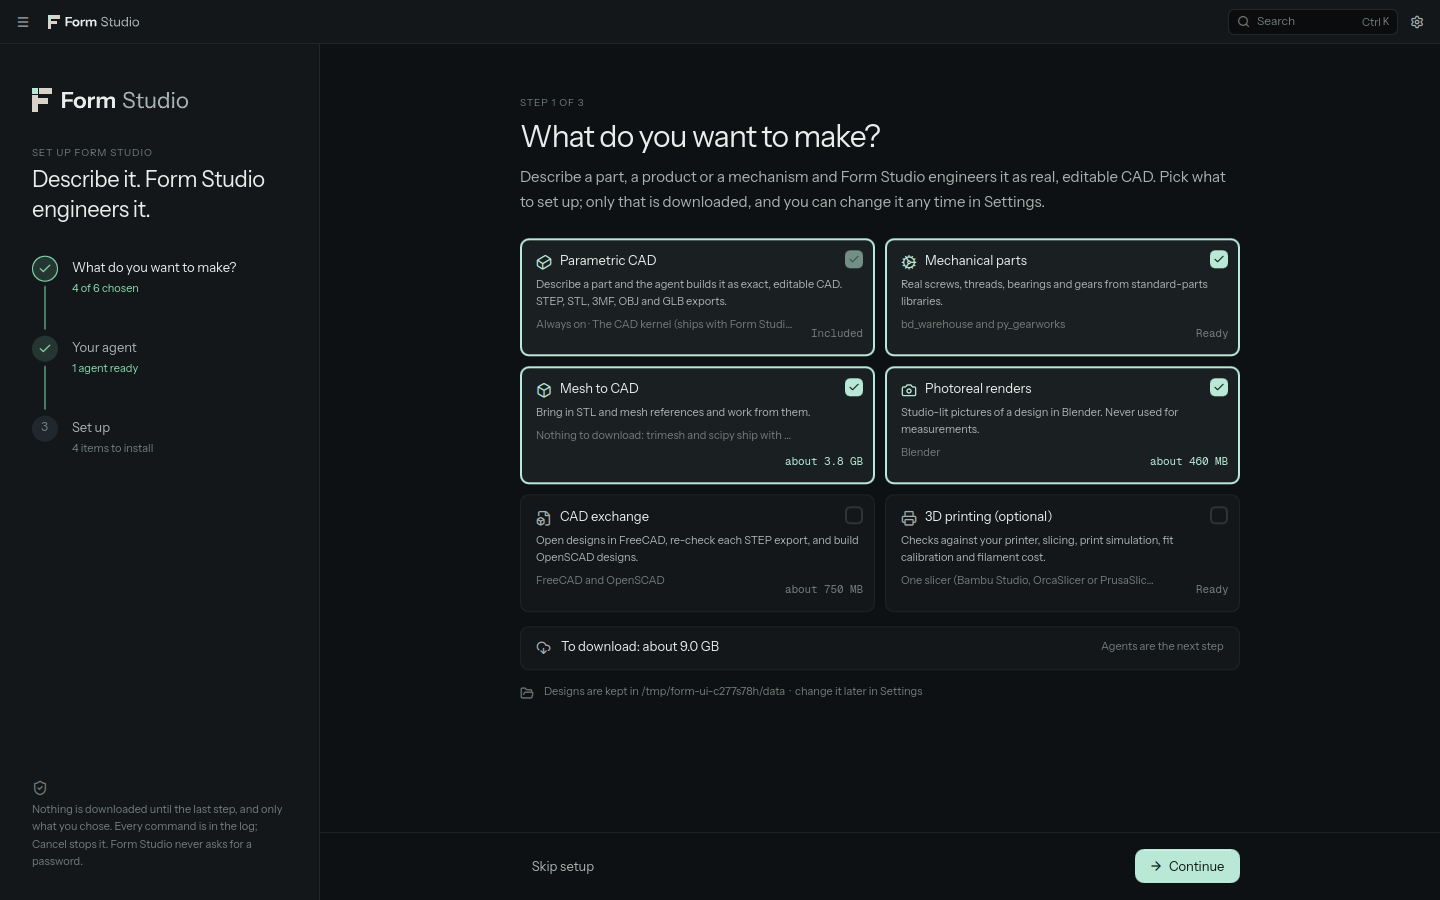 Form Studio
Search
Ctrl K
Form Studio
SET UP FORM STUDIO
Describe it. Form Studio
engineers it.
What do you want to make?
4 of 6 chosen
Your agent
1 agent ready
3
Set up
4 items to install
Nothing is downloaded until the last step, and only
what you chose. Every command is in the log;
Cancel stops it. Form Studio never asks for a
password.
STEP 1 OF 3
What do you want to make?
Describe a part, a product or a mechanism and Form Studio engineers it as real, editable CAD. Pick what
to set up; only that is downloaded, and you can change it any time in Settings.
Parametric CAD
Describe a part and the agent builds it as exact, editable CAD.
STEP, STL, 3MF, OBJ and GLB exports.
Always on · The CAD kernel (ships with Form Studi...
Included
Mechanical parts
Real screws, threads, bearings and gears from standard-parts
libraries.
bd_warehouse and py_gearworks
Ready
Mesh to CAD
Bring in STL and mesh references and work from them.
Nothing to download: trimesh and scipy ship with ...
about 3.8 GB
Photoreal renders
Studio-lit pictures of a design in Blender. Never used for
measurements.
Blender
about 460 MB
CAD exchange
Open designs in FreeCAD, re-check each STEP export, and build
OpenSCAD designs.
FreeCAD and OpenSCAD
about 750 MB
3D printing (optional)
Checks against your printer, slicing, print simulation, fit
calibration and filament cost.
One slicer (Bambu Studio, OrcaSlicer or PrusaSlic...
Ready
To download: about 9.0 GB
Agents are the next step
Designs are kept in /tmp/form-ui-c277s78h/data · change it later in Settings
Skip setup
Continue